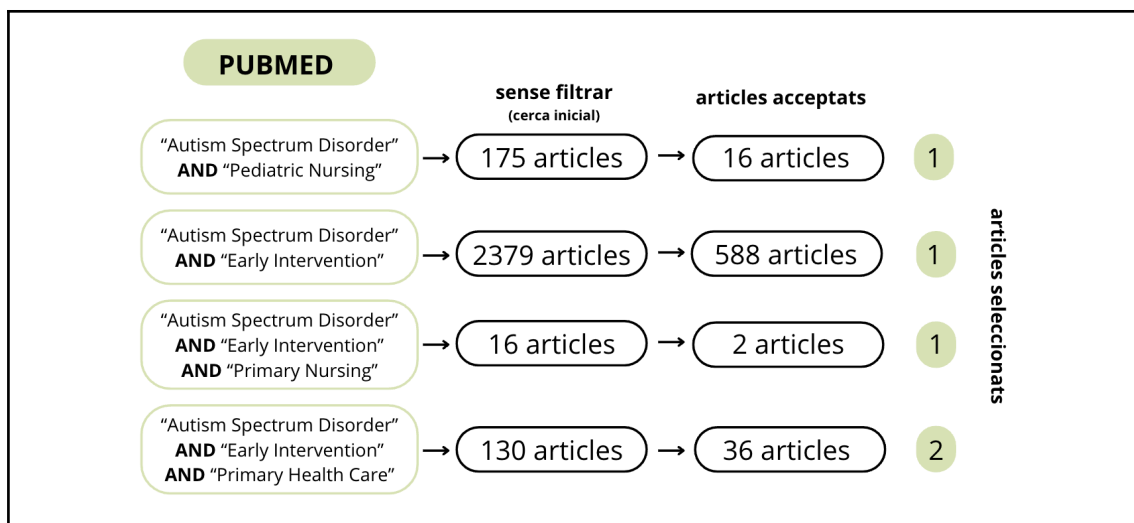 PUBMED
sense filtrar
(cerca inicial)
articles acceptats
“Autism Spectrum Disorder”
AND “Pediatric Nursing”
175 articles
16 articles
1
“Autism Spectrum Disorder”
AND “Early Intervention”
2379 articles
588 articles
1
“Autism Spectrum Disorder”
AND “Early Intervention”
AND “Primary Nursing”
16 articles
2 articles
1
“Autism Spectrum Disorder”
AND “Early Intervention”
AND “Primary Health Care”
130 articles
36 articles
2
articles seleccionats